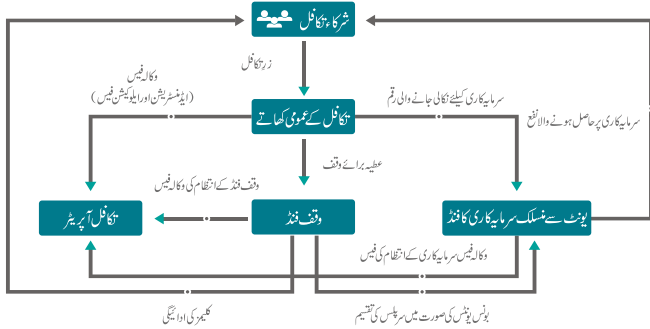 شرکاء تکافل
زرِ تکافل
وکالہ فیس
(ایڈمنسٹریشن اور ایلوکیشن فیس)
تکافل کے عمومی کھاتے
سرمایہ کاری کیلئے نکالی جانے والی رقم
سرمایہ کاری پر حاصل ہونے والا نفع
عطیہ برائے وقف
وقف فنڈ کے انتظام کی وکالہ فیس
تکافل آپریٹر
وقف فنڈ
یونٹ سے منسلک سرمایہ کاری کا فنڈ
وکالہ فیس سرمایہ کاری کے انتظام کی فیس
کلیمز کی ادائیگی
بونس یونٹس کی صورت میں سرپلس کی تقسیم